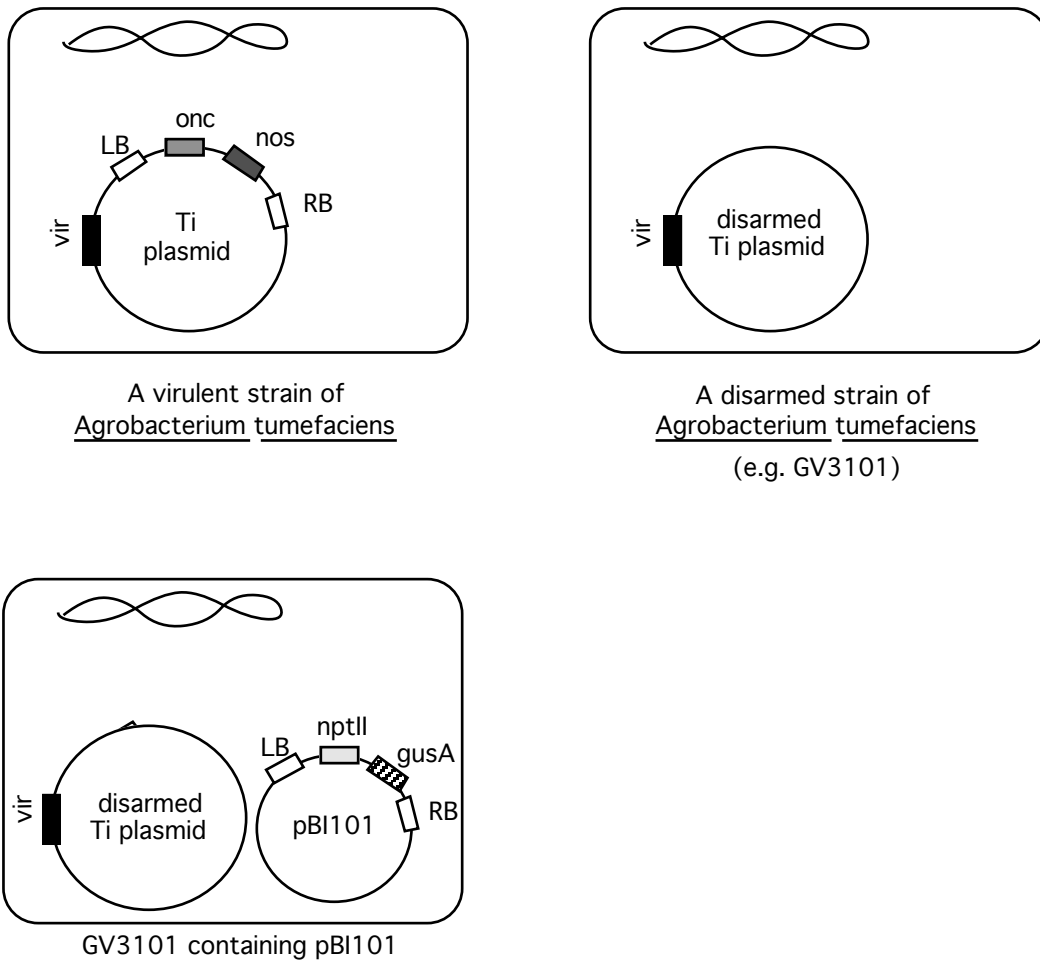 onc
LB
nos
RB
vir
Ti
plasmid
A virulent strain of
Agrobacterium tumefaciens
vir
disarmed
Ti plasmid
A disarmed strain of
Agrobacterium tumefaciens
(e.g. GV3101)
nptII
LB
gusA
RB
vir
disarmed
Ti plasmid
pBI101
GV3101 containing pBI101